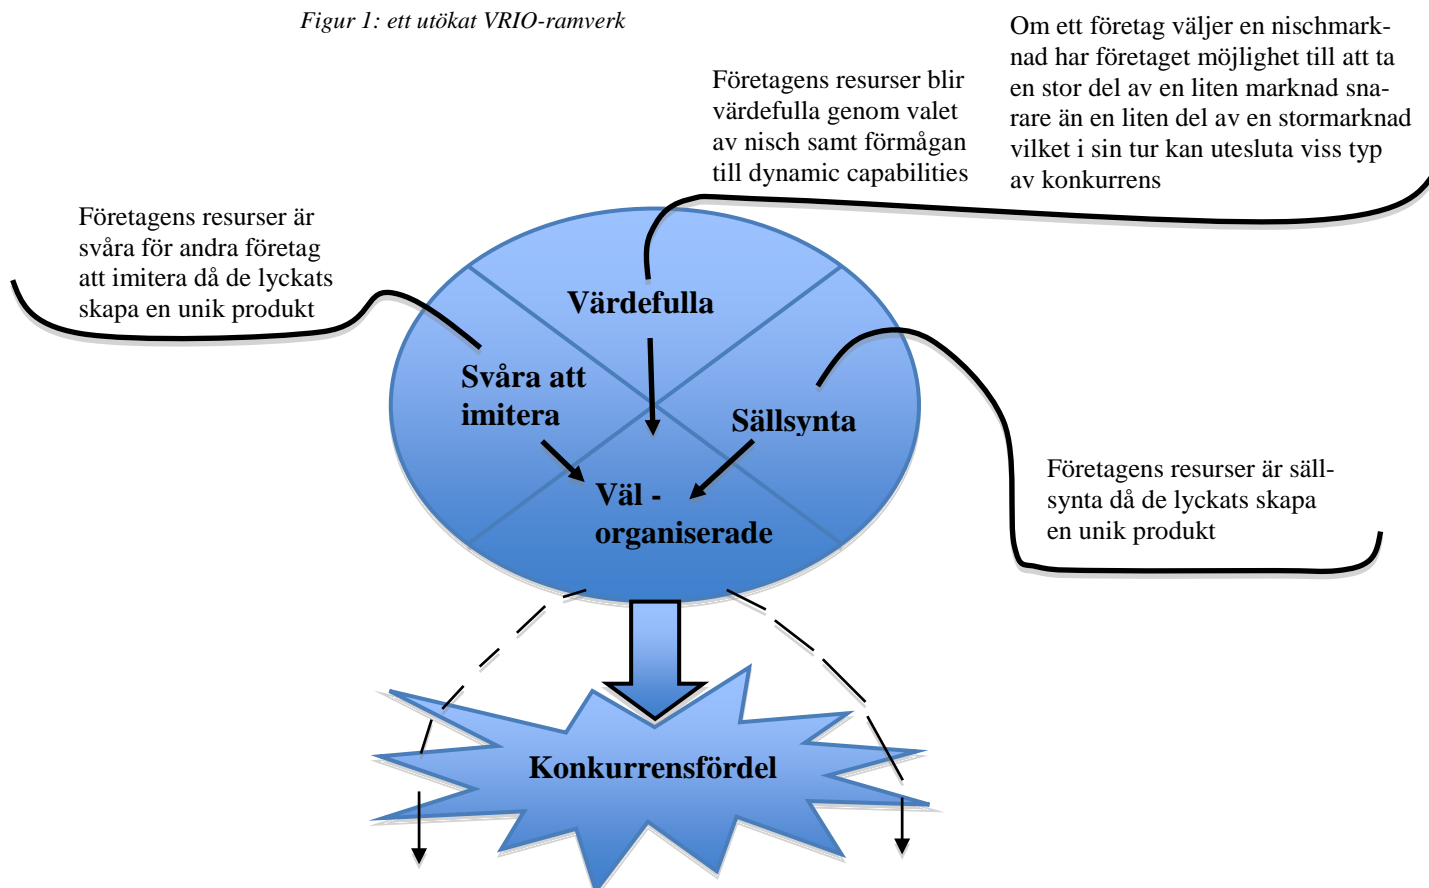 Figur 1: ett utökat VRIO-ramverk
Om ett företag väljer en nischmark-
nad har företaget möjlighet till att ta
en stor del av en liten marknad sna-
rare än en liten del av en stormarknad
vilket i sin tur kan utesluta viss typ
av konkurrens
Företagens resurser blir
värdefulla genom valet
av nisch samt förmågan
till dynamic capabilities
Företagens resurser är
svåra för andra företag
att imitera då de lyckats
skapa en unik produkt
Värdefulla
Svåra att
imitera
Sällsynta
Väl -
organiserade
Företagens resurser är säll-
synta då de lyckats skapa
en unik produkt
Konkurrensfördel